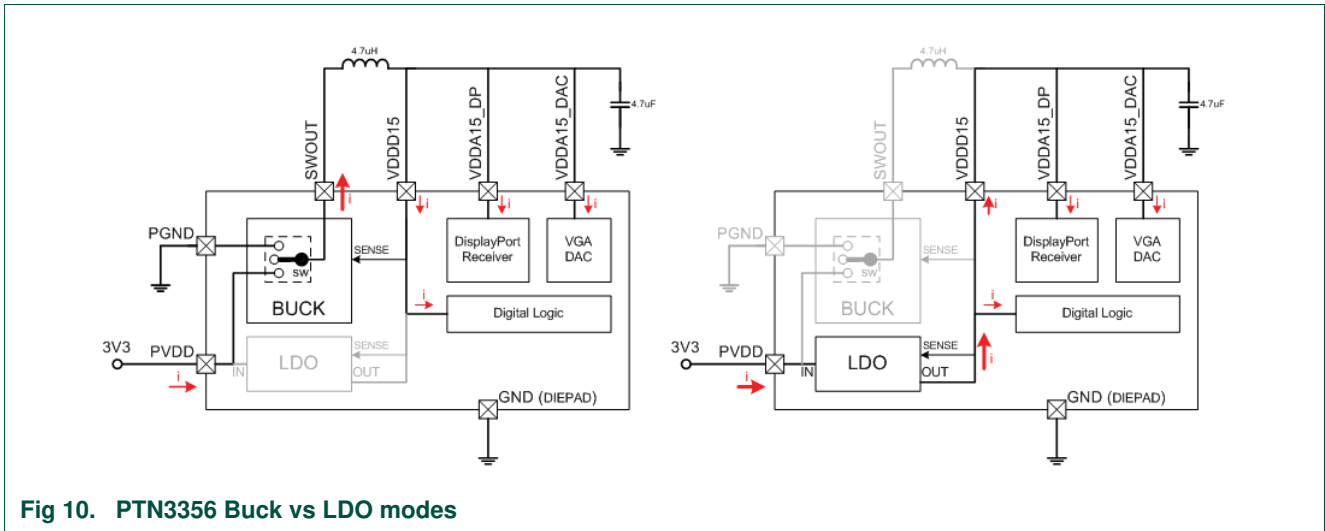 4.7uH
SWOUT
VDDD15
VDDA15_DP
VDDA15_DAC
4.7uF
i
i
i
i
PGND
SW
SENSE
BUCK
DisplayPort
Receiver
VGA
DAC
i
Digital Logic
3V3
PVDD
i
IN
LDO
SENSE
OUT
GND (DIEPAD)
4.7uH
SWOUT
VDDD15
VDDA15_DP
VDDA15_DAC
4.7uF
i
i
i
PGND
SW
SENSE
BUCK
DisplayPort
Receiver
VGA
DAC
i
Digital Logic
3V3
PVDD
i
IN
LDO
SENSE
OUT
i
GND (DIEPAD)
Fig 10. PTN3356 Buck vs LDO modes